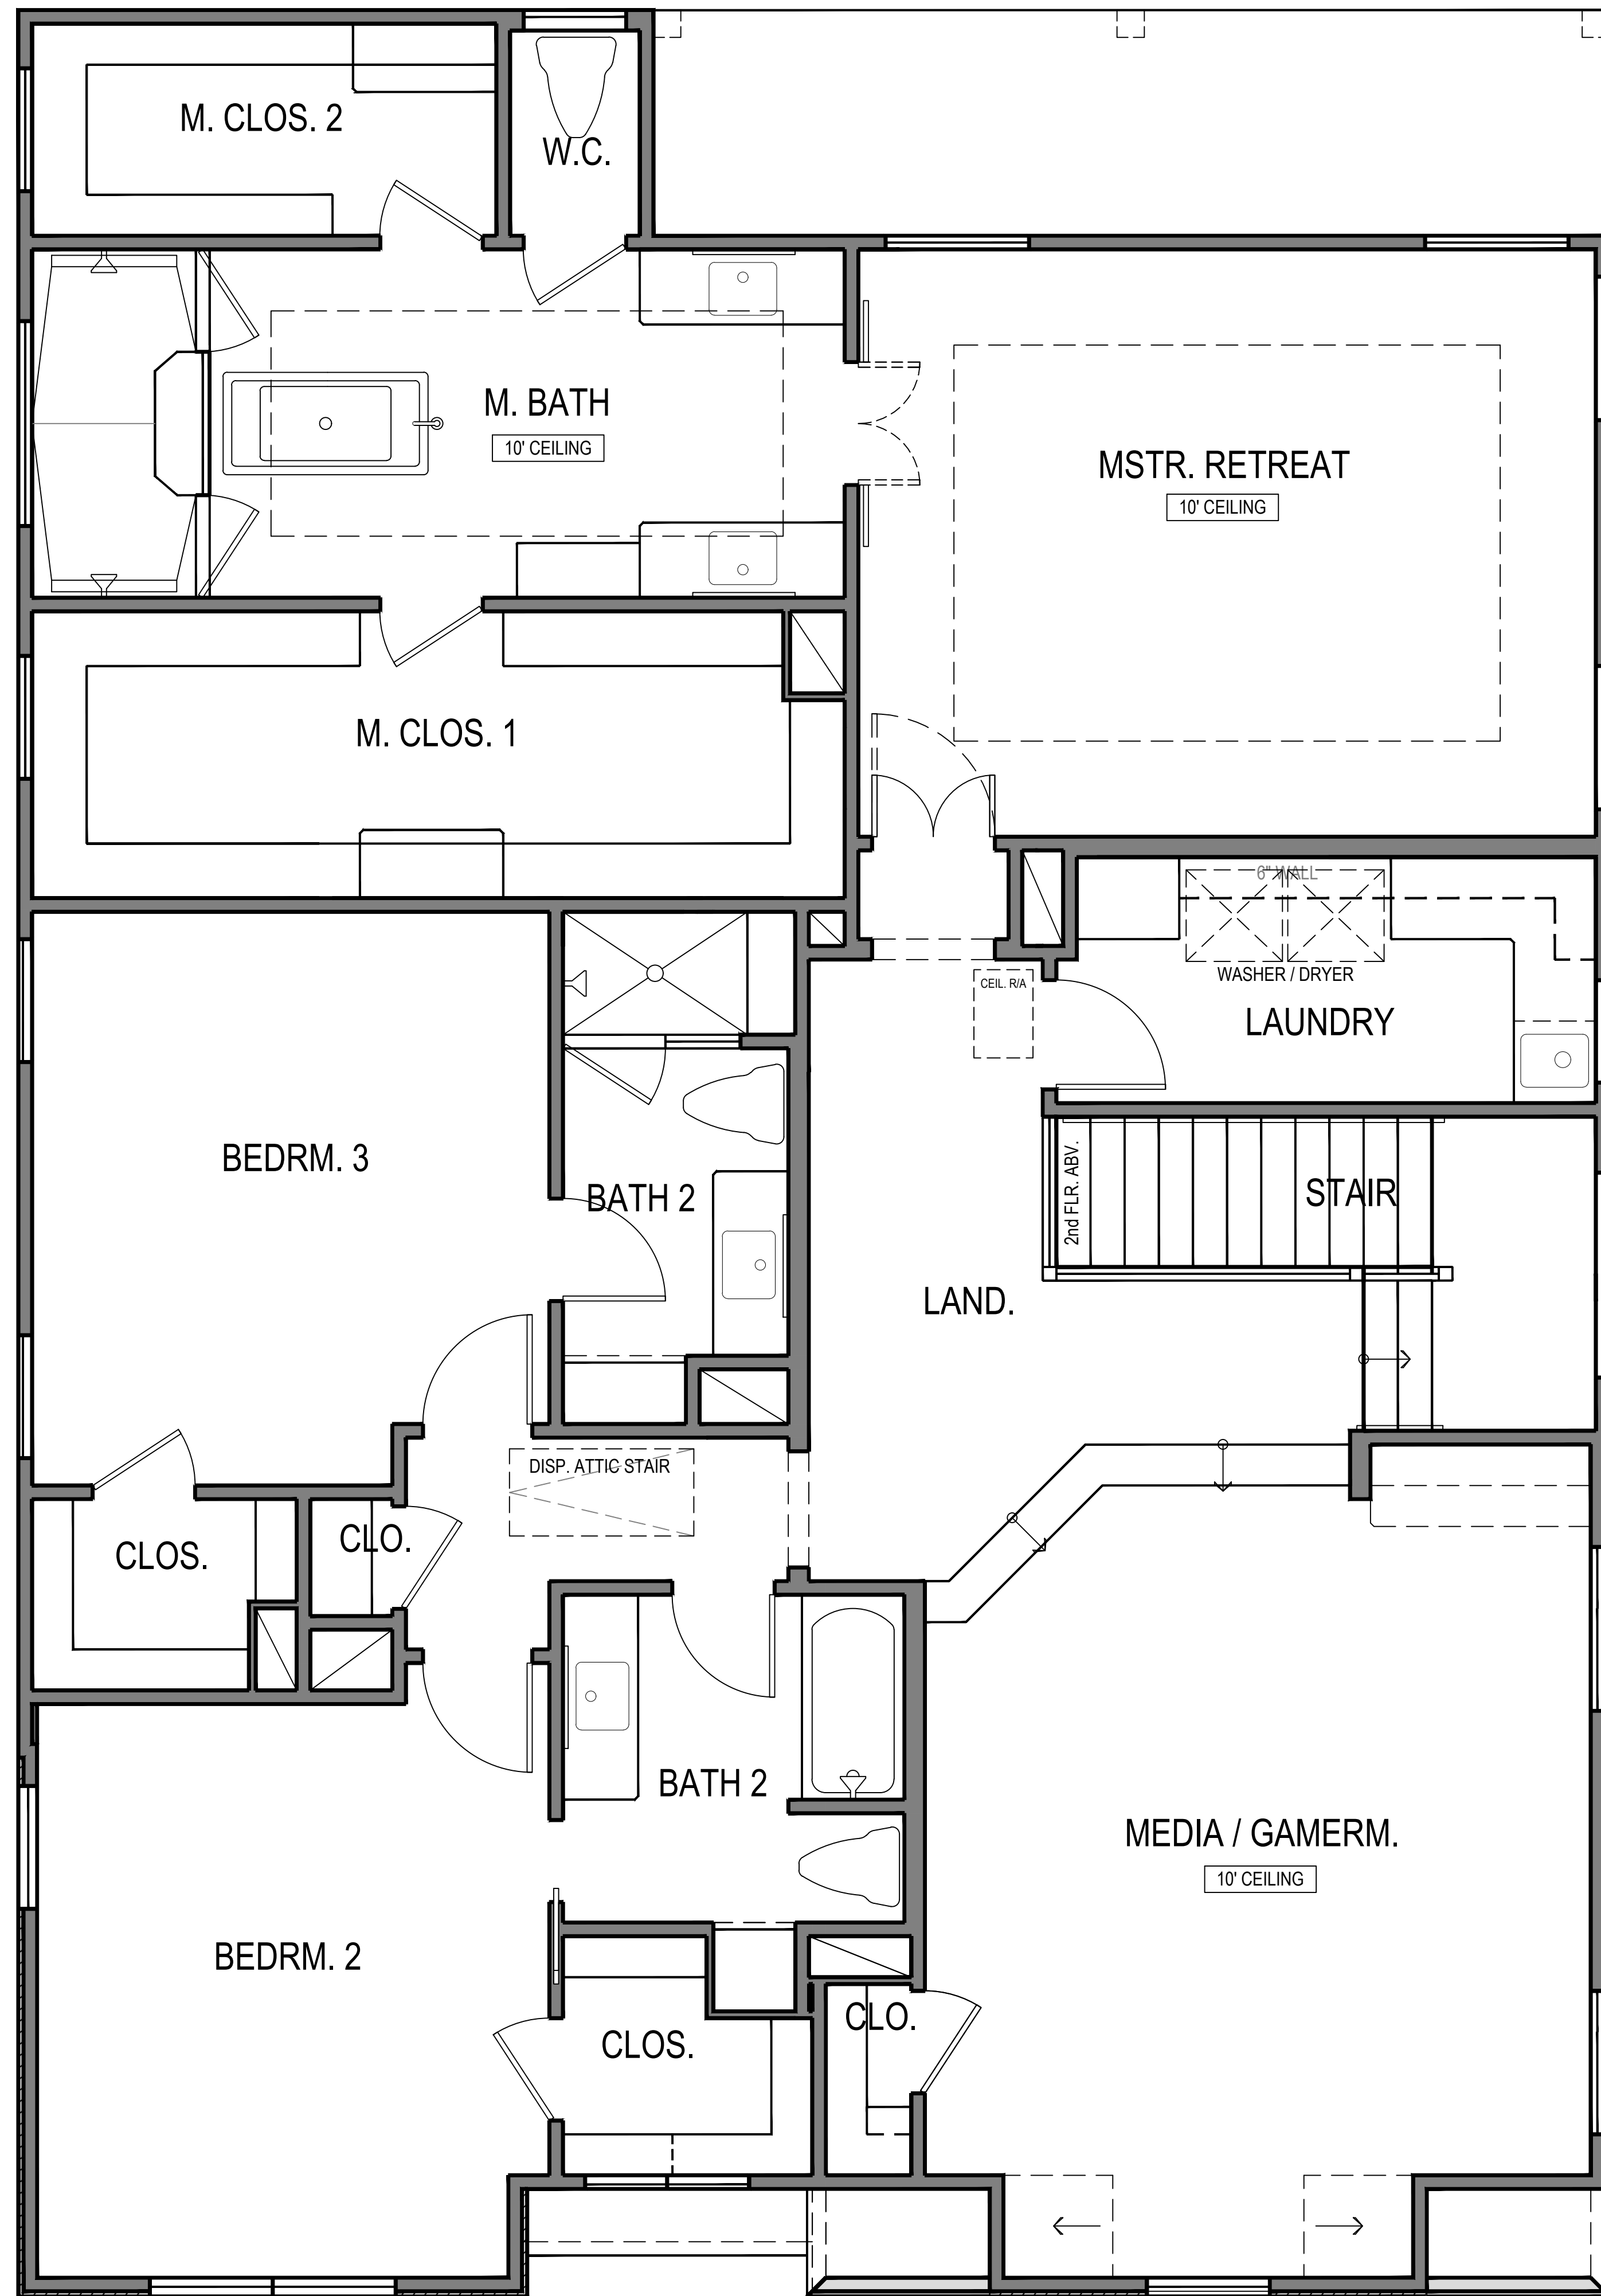 M. CLOS. 2
W.C.
M. BATH
10' CEILING
MSTR. RETREAT
10' CEILING
M. CLOS. 1
6" WALL
WASHER / DRYER
CEIL. R/A
LAUNDRY
BEDRM. 3
BATH 2
2nd FLR. ABV.
STAIR
LAND.
DISP. ATTIC STAIR
CLO.
CLOS.
BATH 2
MEDIA / GAMERM.
10' CEILING
BEDRM. 2
CLO.
CLOS.